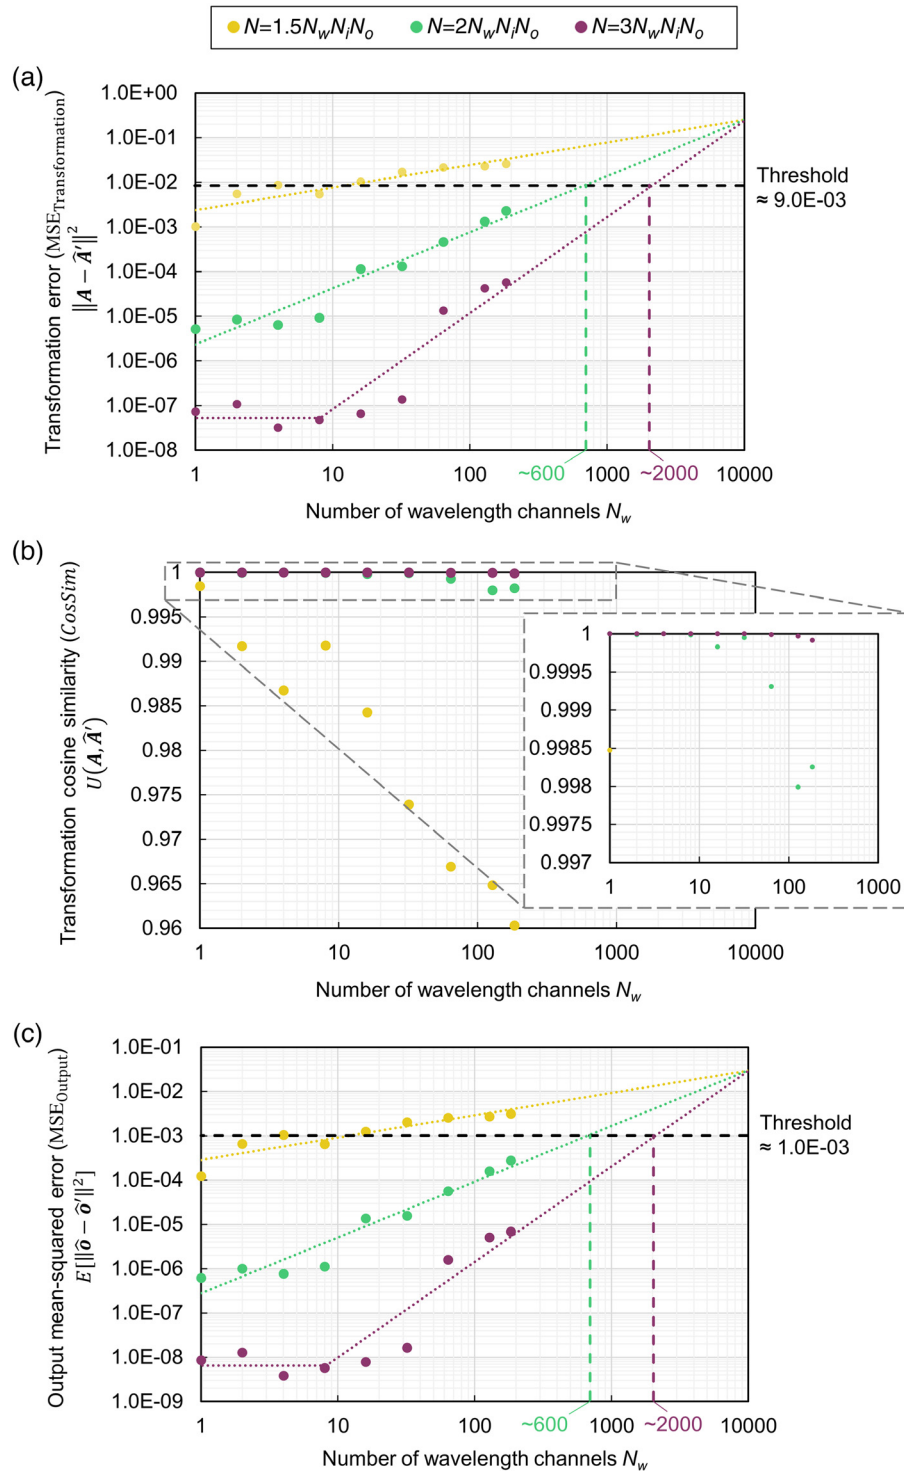 N=1.5NwNiNo N=2NwNiNo N=3NwNiNo
(a)
Transformation error (MSETransformation)
‖A − Â′‖²
1.0E+00
1.0E-01
1.0E-02
1.0E-03
1.0E-04
1.0E-05
1.0E-06
1.0E-07
1.0E-08
Threshold
≈ 9.0E-03
1 10 100 ~600 1000 ~2000 10000
Number of wavelength channels Nw
(b)
Transformation cosine similarity (CosSim)
U(A, Â′)
1
0.995
0.99
0.985
0.98
0.975
0.97
0.965
0.96
1 10 100 1000 10000
1
0.9995
0.999
0.9985
0.998
0.9975
0.997
1 10 100 1000
Number of wavelength channels Nw
(c)
Output mean-squared error (MSEOutput)
E[‖ô − ô′‖²]
1.0E-01
1.0E-02
1.0E-03
1.0E-04
1.0E-05
1.0E-06
1.0E-07
1.0E-08
1.0E-09
Threshold
≈ 1.0E-03
1 10 100 ~600 1000 ~2000 10000
Number of wavelength channels Nw